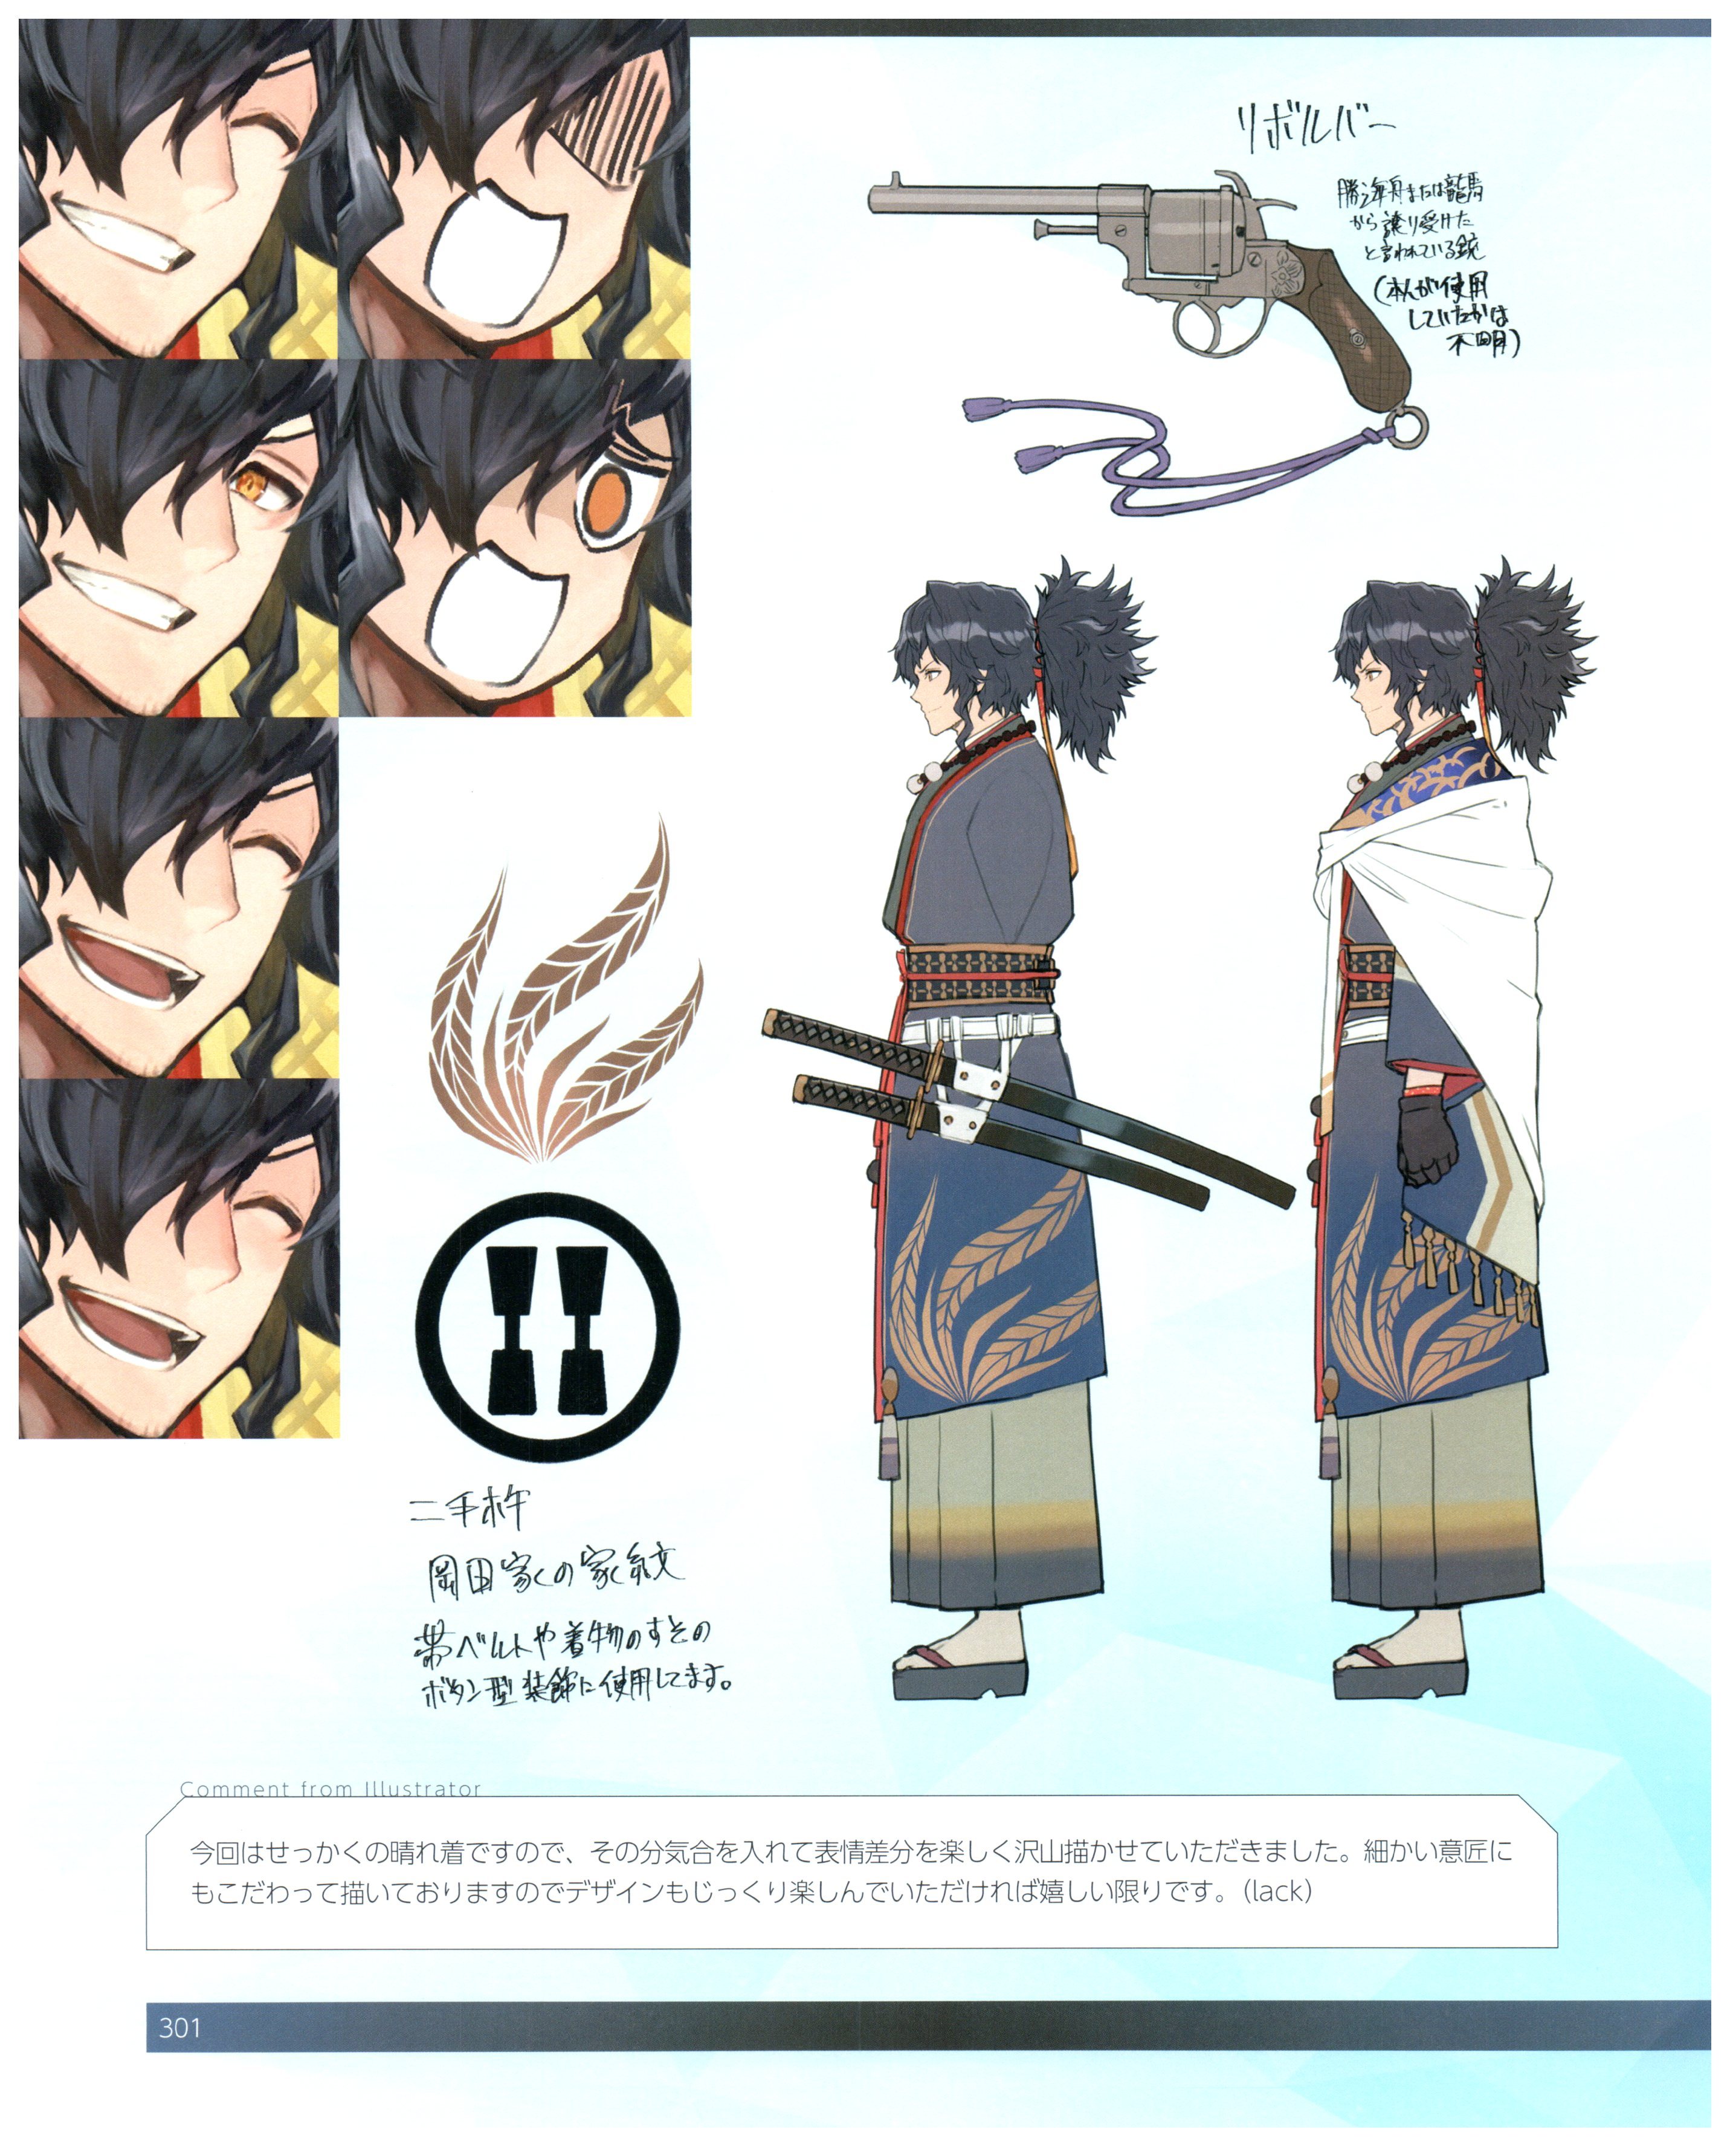 リボルバー
勝海舟または龍馬
から譲り受けた
と言われている銃
(本人が使用
していたかは
不明)
二手杵
岡田家の家紋
帯ベルトや着物のすその
ボタン型装飾に使用してます。
Comment from Illustrator
今回はせっかくの晴れ着ですので、その分気合を入れて表情差分を楽しく沢山描かせていただきました。細かい意匠に
もこだわって描いておりますのでデザインもじっくり楽しんでいただければ嬉しい限りです。(lack)
301